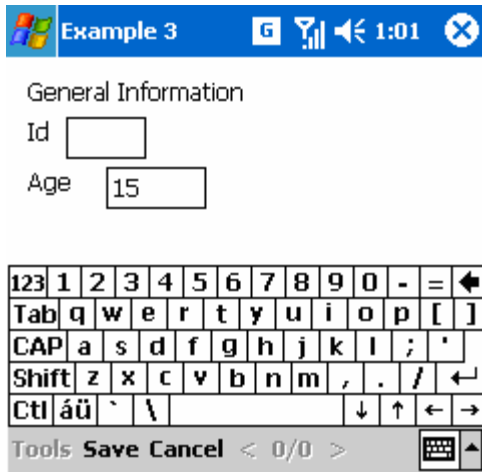 Example 3 G 1:01
General Information
Id
Age 15
123 1 2 3 4 5 6 7 8 9 0 - =
Tab q w e r t y u i o p [ ]
CAP a s d f g h j k l ; '
Shift z x c v b n m , . /
Ctl áü ` \
Tools Save Cancel < 0/0 >